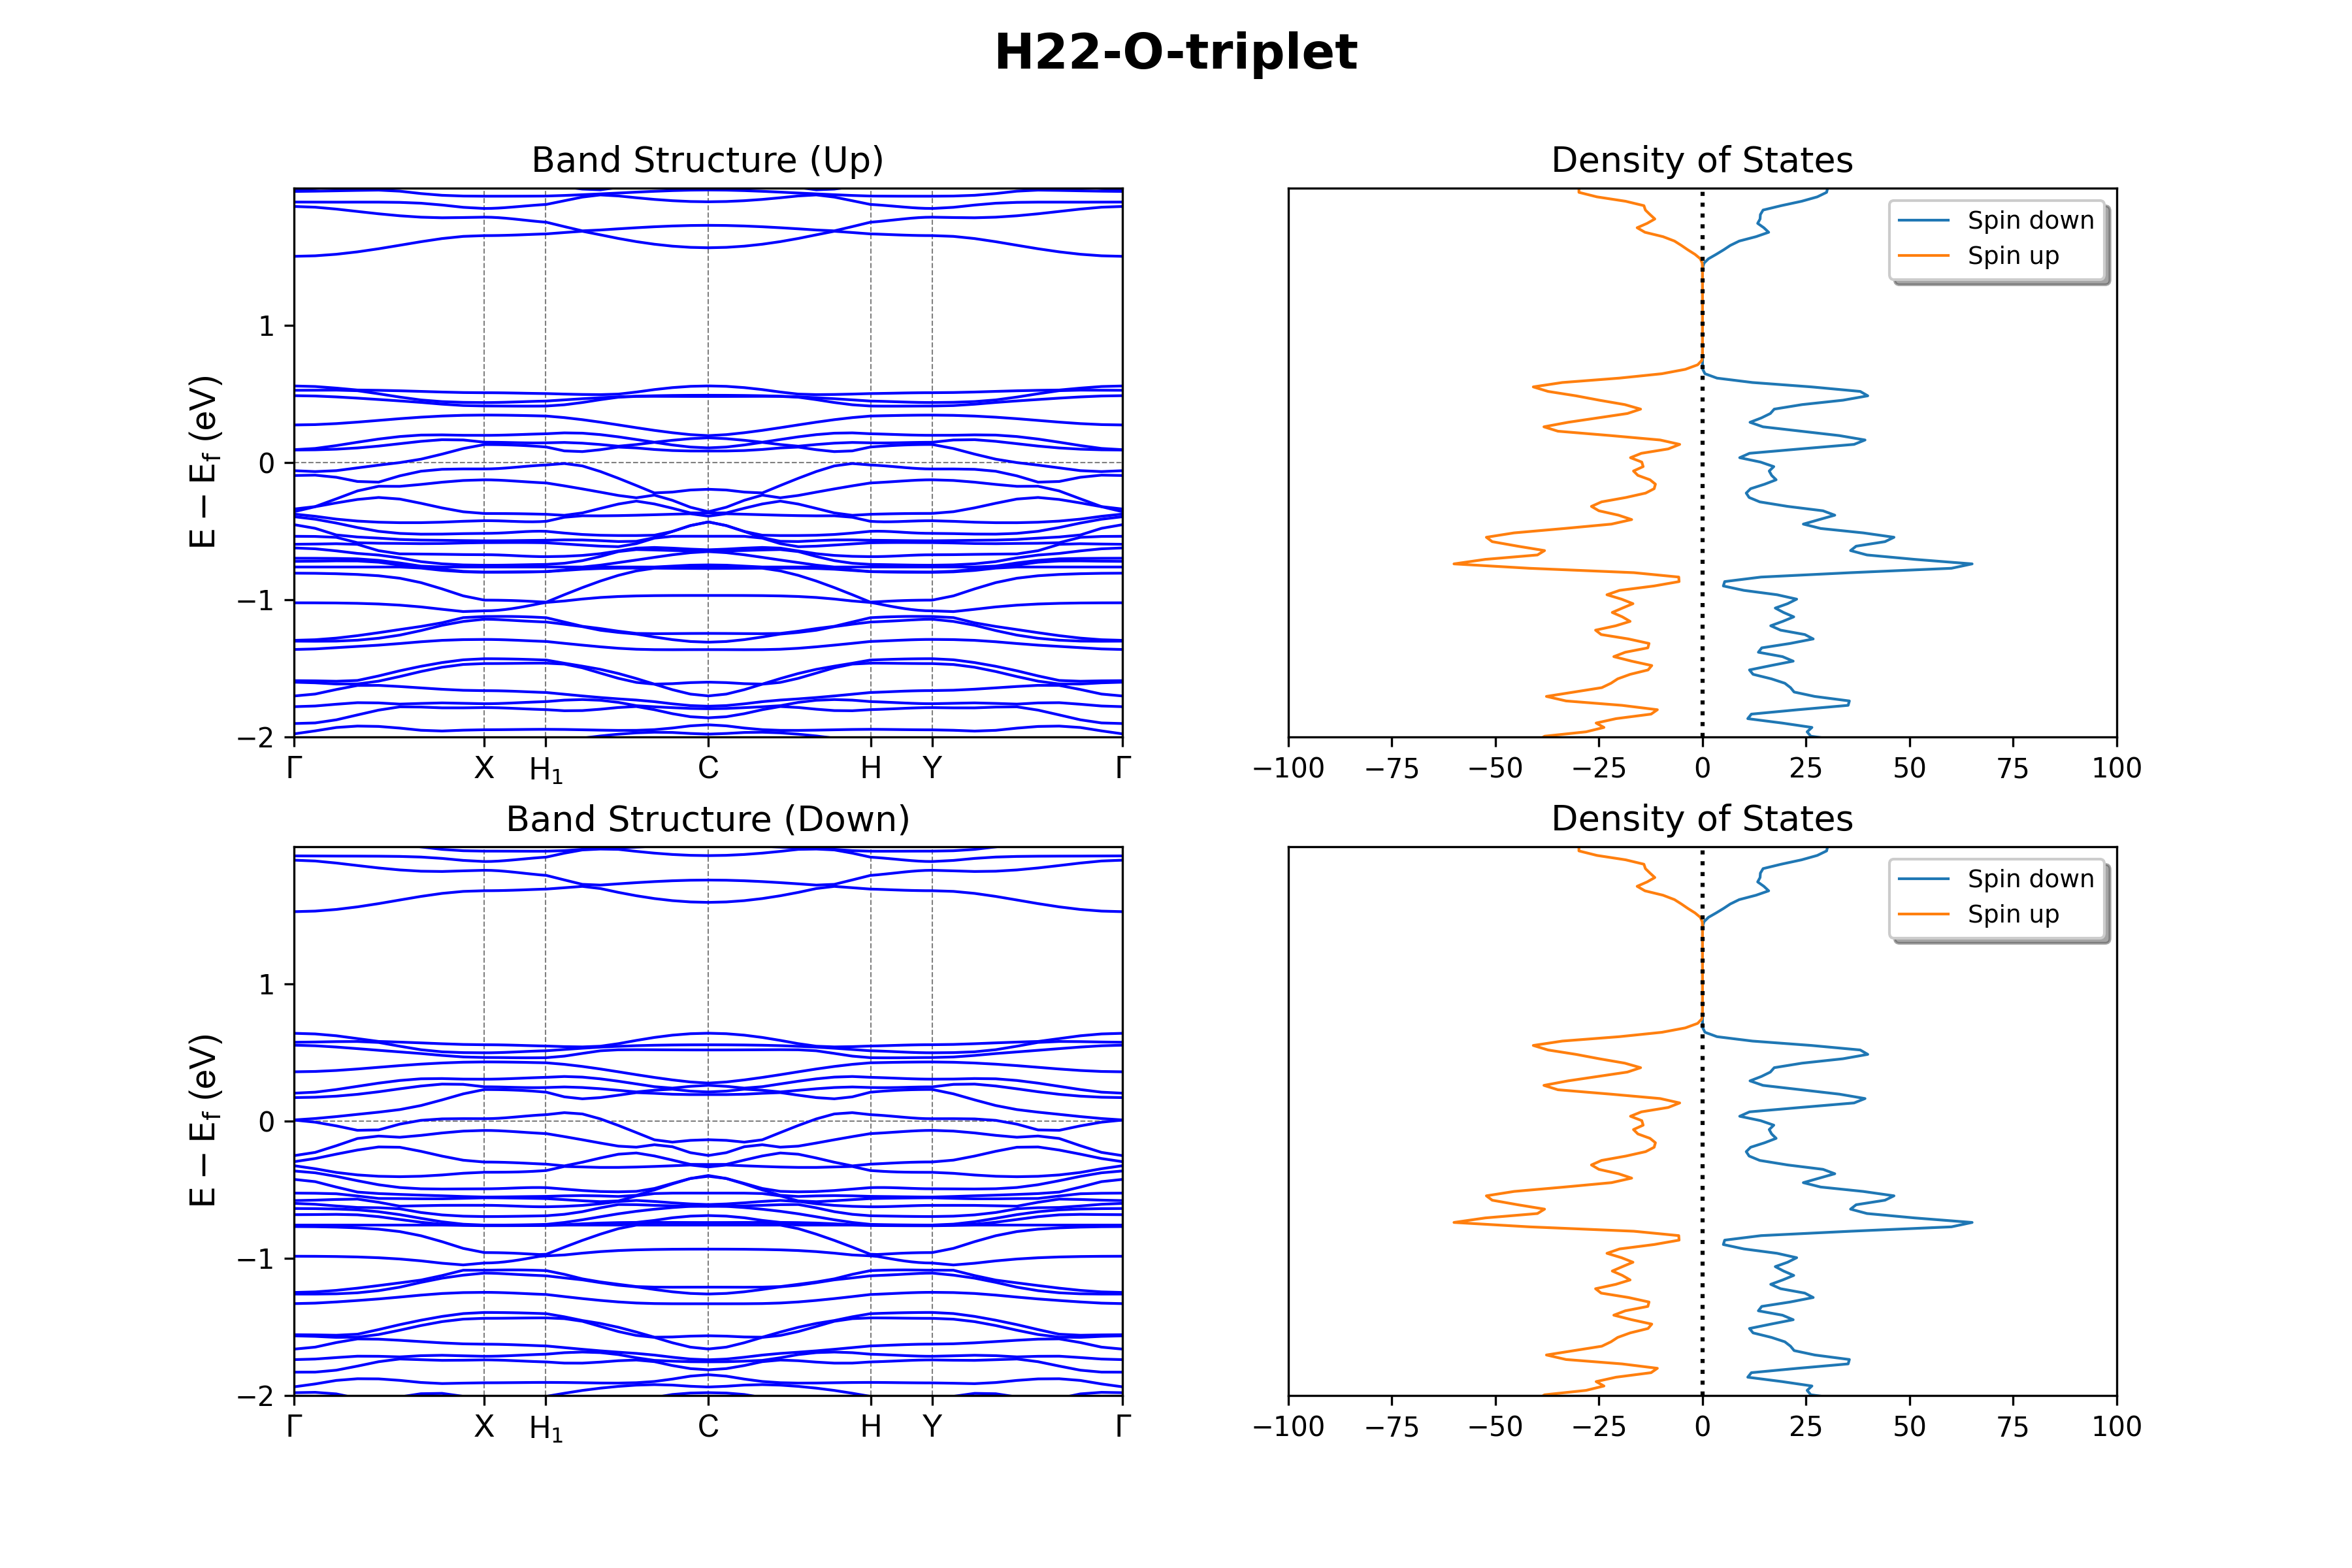 H22-O-triplet
Band Structure (Up)
E − E_f (eV)
1
0
−1
−2
Γ X H₁ C H Y Γ
Density of States
Spin down
Spin up
−100 −75 −50 −25 0 25 50 75 100
Band Structure (Down)
E − E_f (eV)
1
0
−1
−2
Γ X H₁ C H Y Γ
Density of States
Spin down
Spin up
−100 −75 −50 −25 0 25 50 75 100